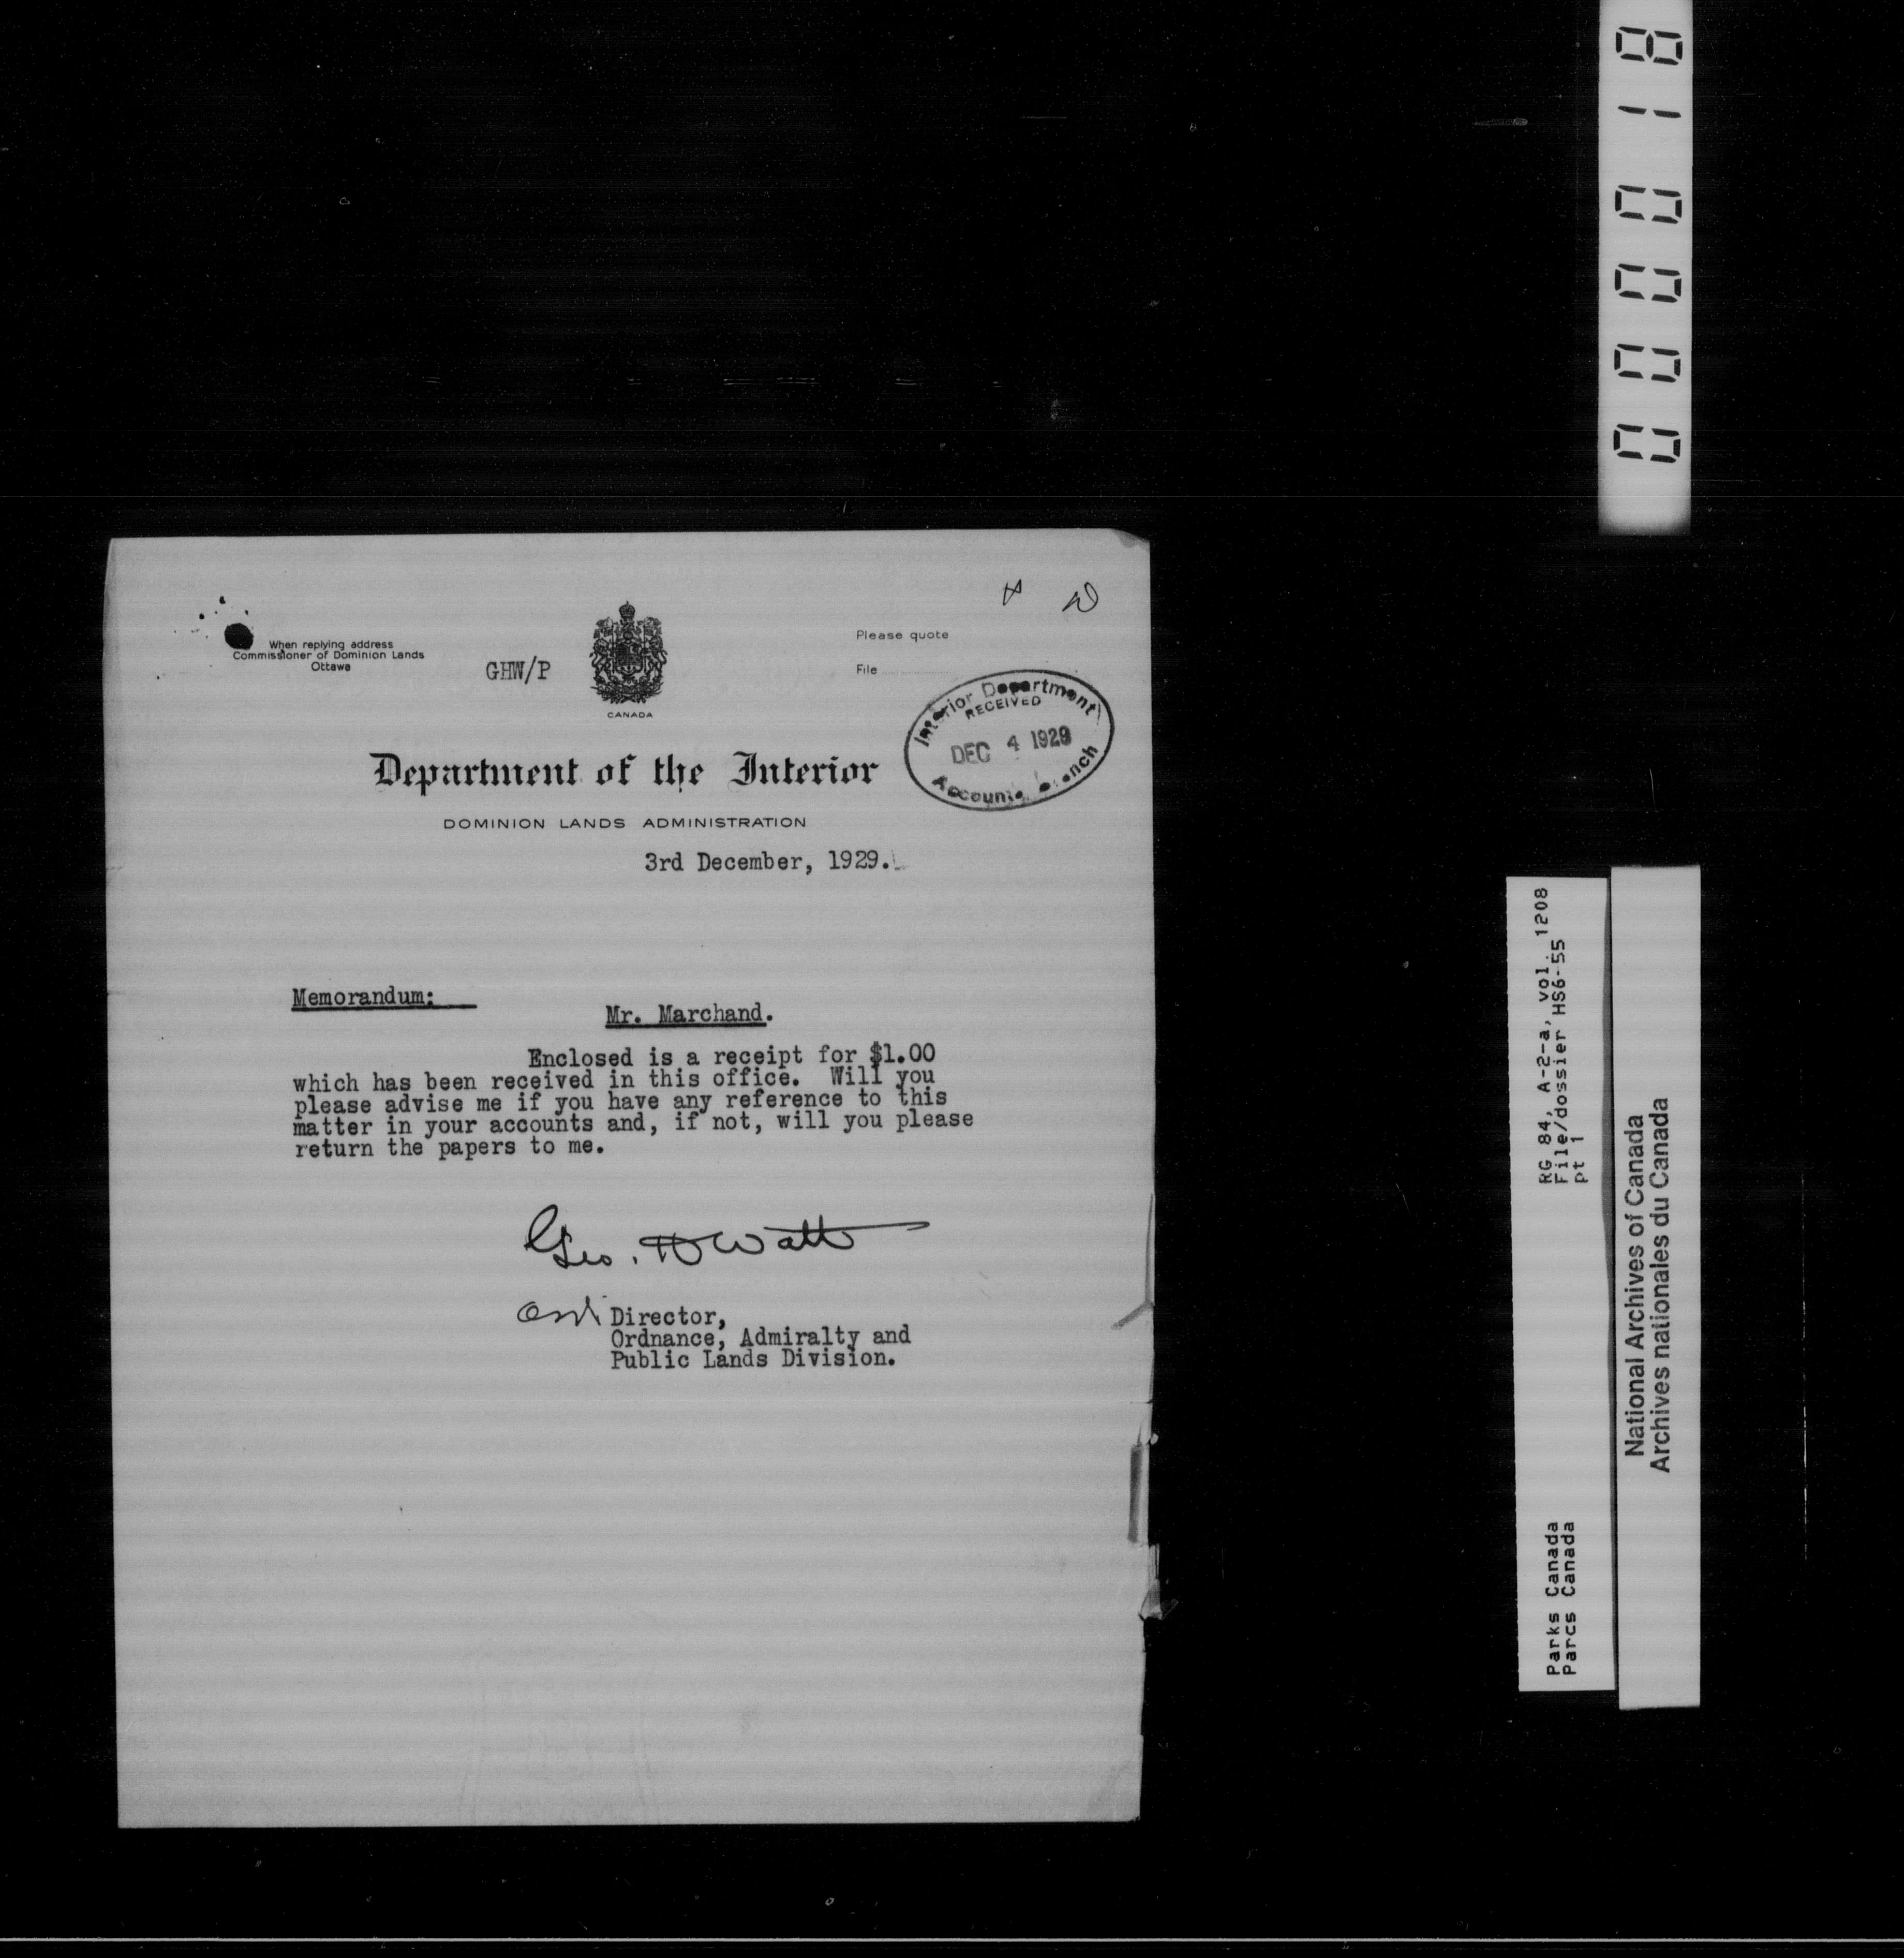 When replying address
Commissioner of Dominion Lands
Ottawa
GHW/P
CANADA
Please quote
File
Interior Department
RECEIVED
DEC 4 1929
Accounts Branch
Department of the Interior
DOMINION LANDS ADMINISTRATION
3rd December, 1929.
Memorandum:
Mr. Marchand.
Enclosed is a receipt for $1.00
which has been received in this office. Will you
please advise me if you have any reference to this
matter in your accounts and, if not, will you please
return the papers to me.
Geo. H Watt
Director,
Ordnance, Admiralty and
Public Lands Division.
000018
RG 84, A-2-a, vol. 1208
File/dossier HS6-55
pt 1
Parks Canada
Parcs Canada
National Archives of Canada
Archives nationales du Canada